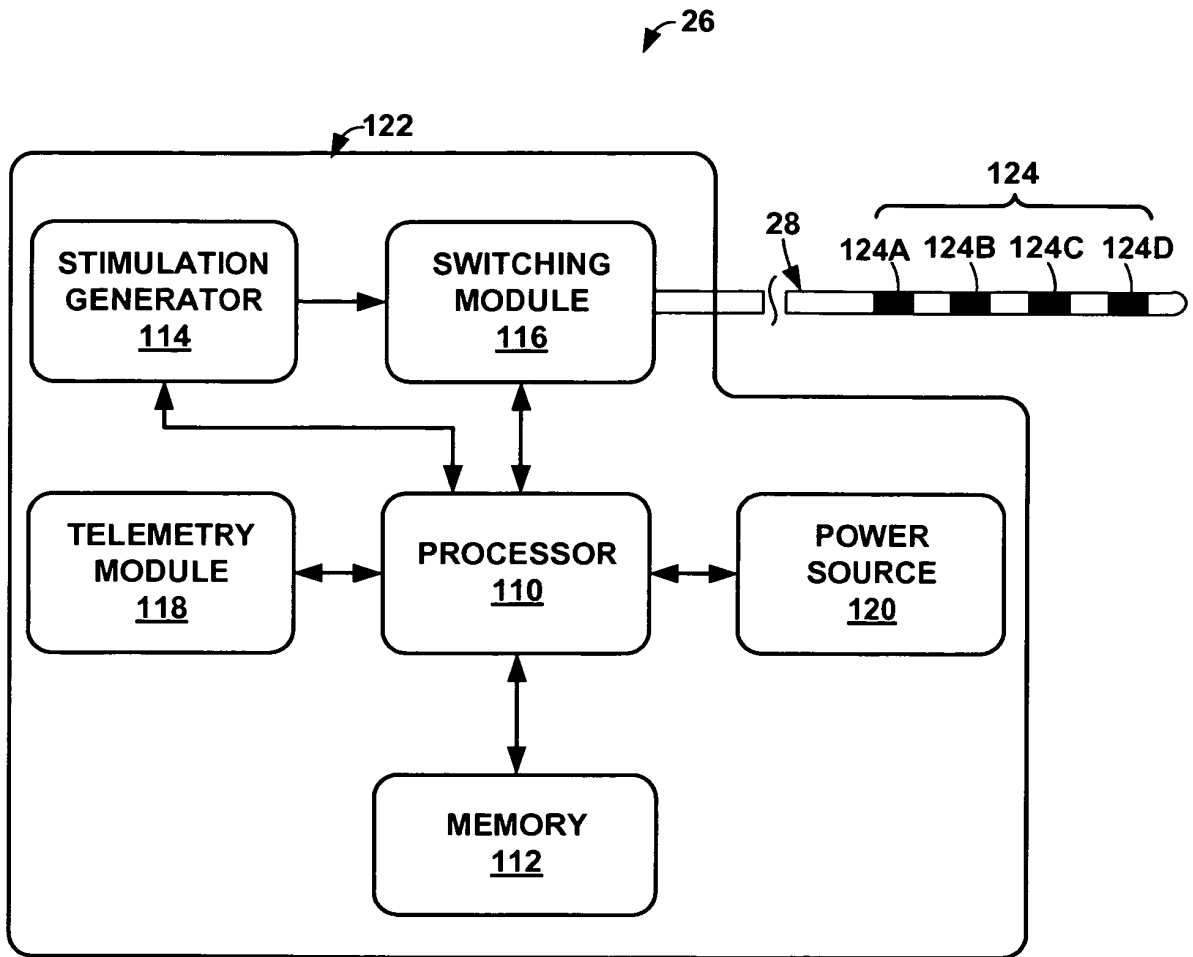 26
122
124
28
124A 124B 124C 124D
STIMULATION
GENERATOR
114
SWITCHING
MODULE
116
TELEMETRY
MODULE
118
PROCESSOR
110
POWER
SOURCE
120
MEMORY
112